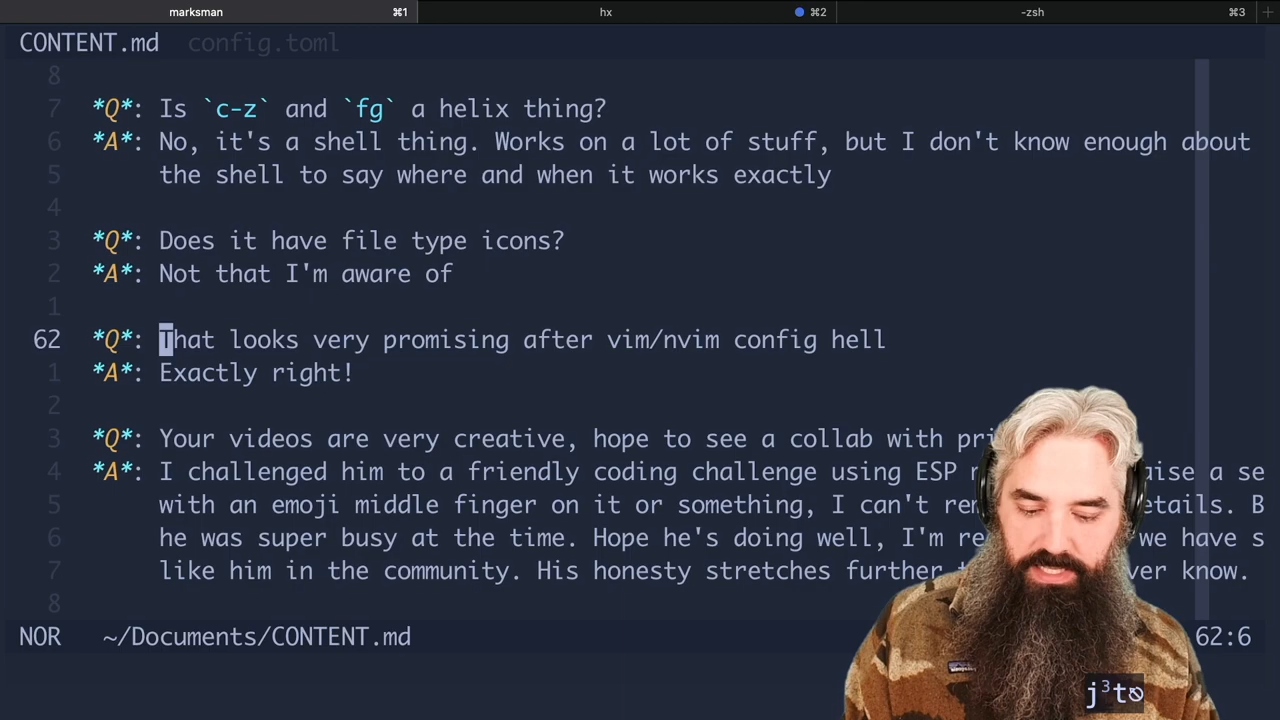 marksman ⌘1 hx ⌘2 -zsh ⌘3 +
CONTENT.md config.toml
8
7 *Q*: Is `c-z` and `fg` a helix thing?
6 *A*: No, it's a shell thing. Works on a lot of stuff, but I don't know enough about
5 the shell to say where and when it works exactly
4
3 *Q*: Does it have file type icons?
2 *A*: Not that I'm aware of
1
62 *Q*: That looks very promising after vim/nvim config hell
1 *A*: Exactly right!
2
3 *Q*: Your videos are very creative, hope to see a collab with
4 *A*: I challenged him to a friendly coding challenge using ESP a se
5 with an emoji middle finger on it or something, I can't B
6 he was super busy at the time. Hope he's doing well, we have s
7 like him in the community. His honesty stretches further know.
8
NOR ~/Documents/CONTENT.md 62:6
j³t